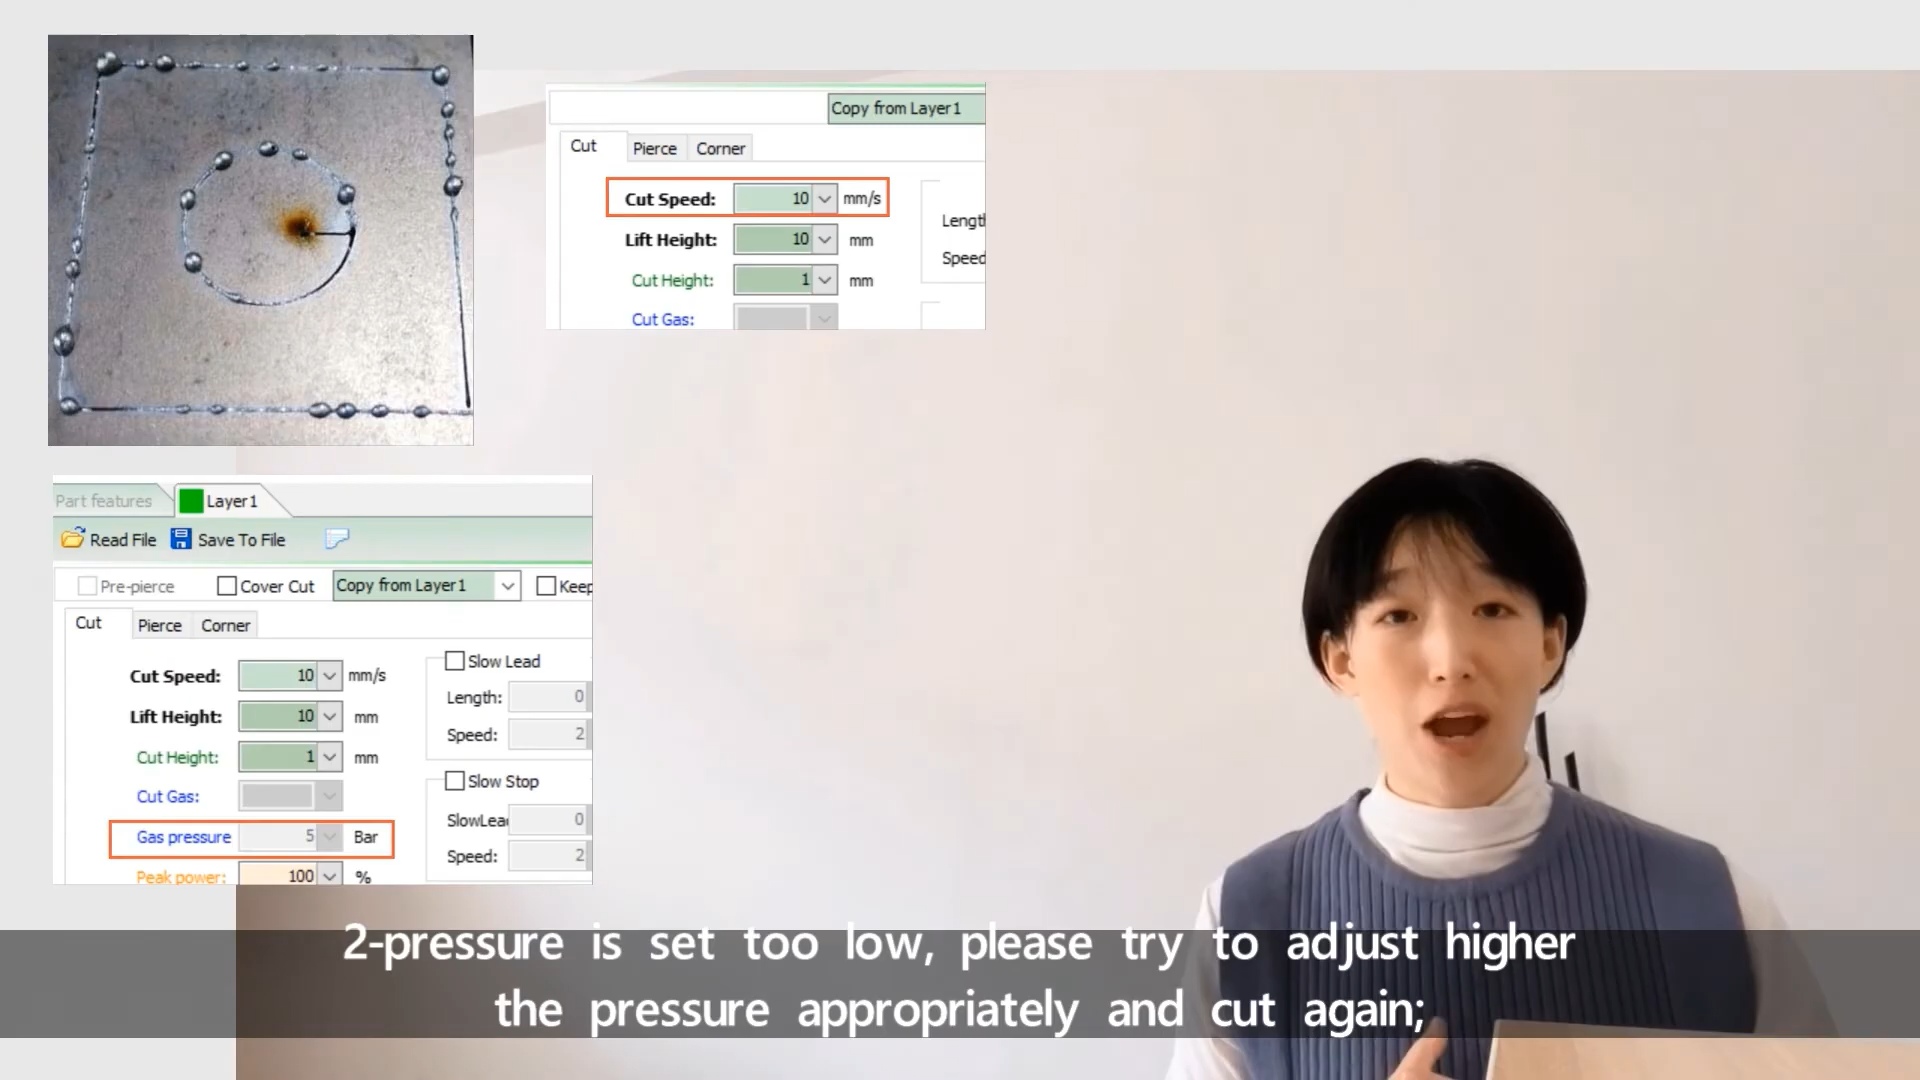 Copy from Layer1
Cut Pierce Corner
Cut Speed: 10 mm/s
Lift Height: 10 mm
Length
Cut Height: 1 mm
Speed
Cut Gas:
Part features Layer1
Read File Save To File
Pre-pierce Cover Cut Copy from Layer1 Keep
Cut Pierce Corner
Slow Lead
Cut Speed: 10 mm/s
Length: 0
Lift Height: 10 mm
Speed: 2
Cut Height: 1 mm
Slow Stop
Cut Gas:
SlowLead 0
Gas pressure 5 Bar
Speed: 2
Peak power: 100 %
2-pressure is set too low, please try to adjust higher
the pressure appropriately and cut again;